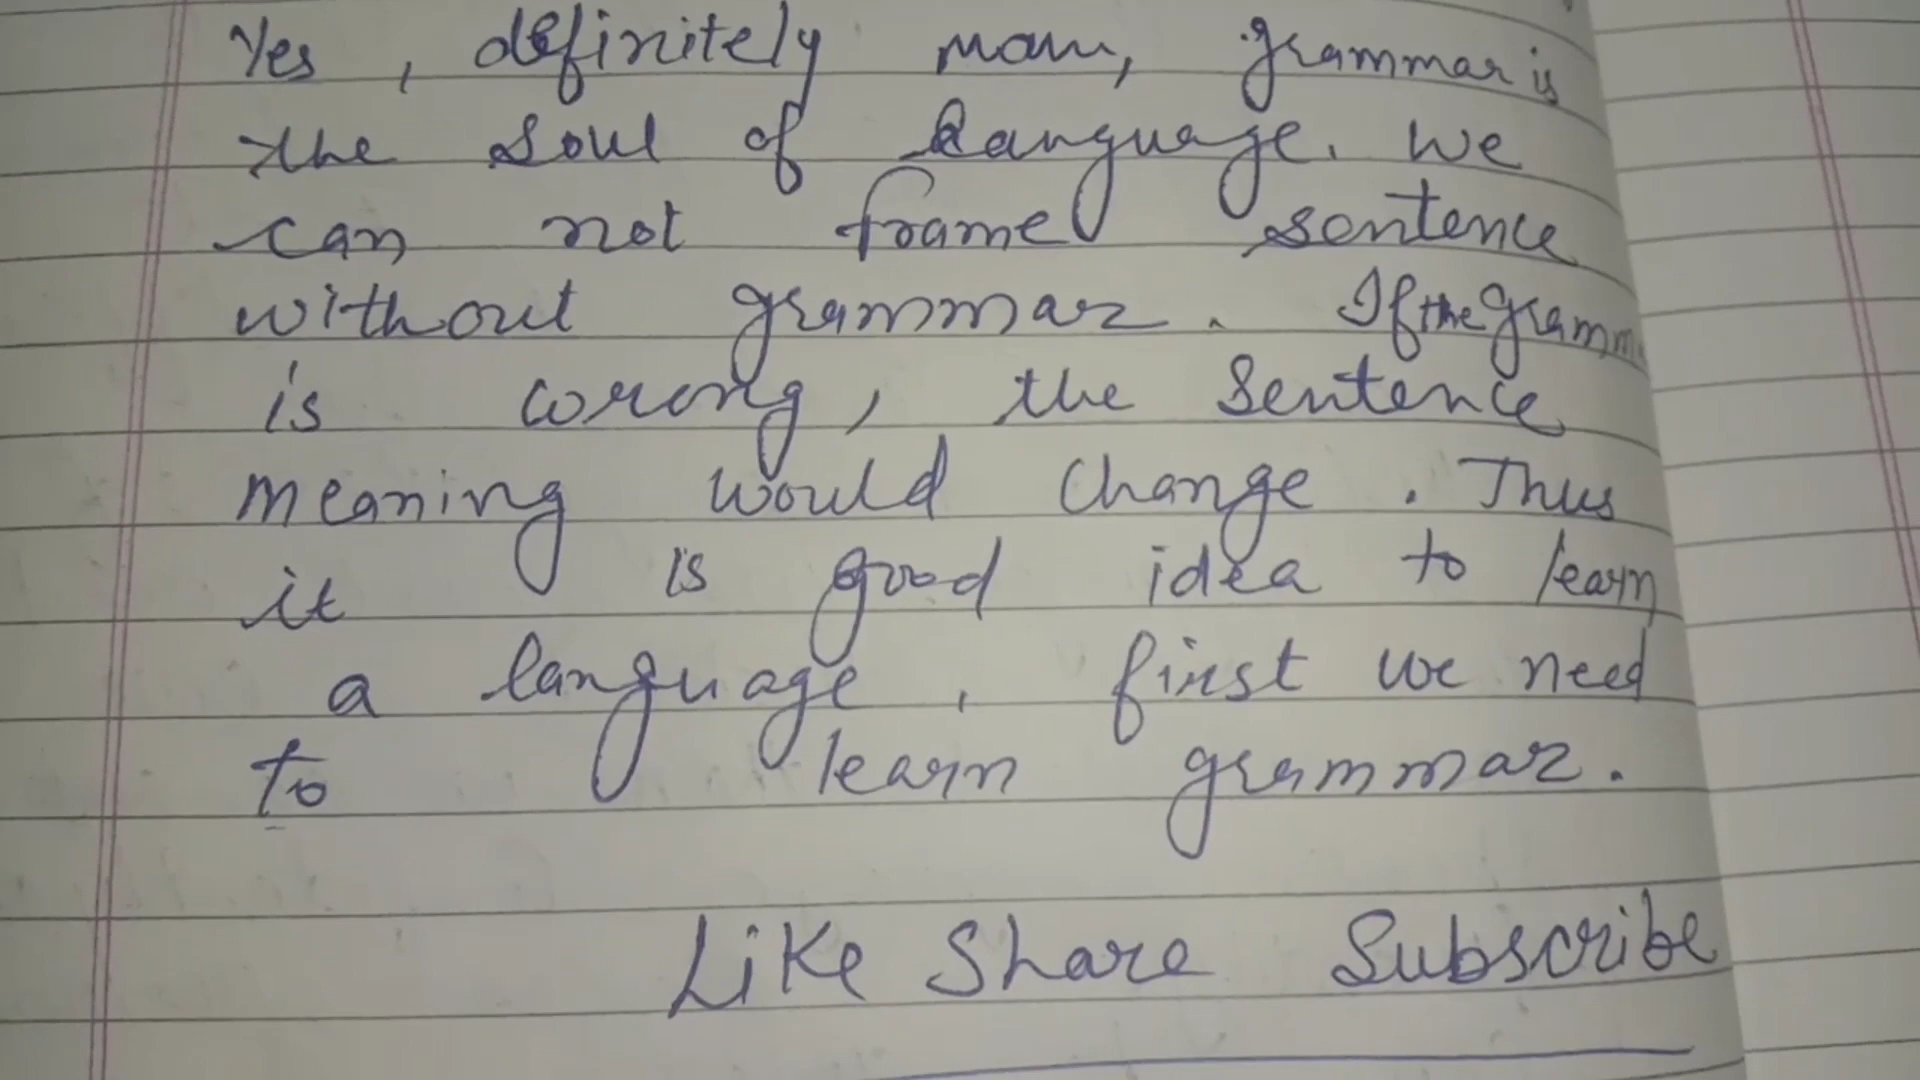 Yes, definitely mam, grammar is
the soul of language. We
can not frame sentence
without grammar. If the gramm
is wrong, the sentence
meaning would change. Thus
it is good idea to learn
a language, first we need
to learn grammar.
Like Share Subscribe